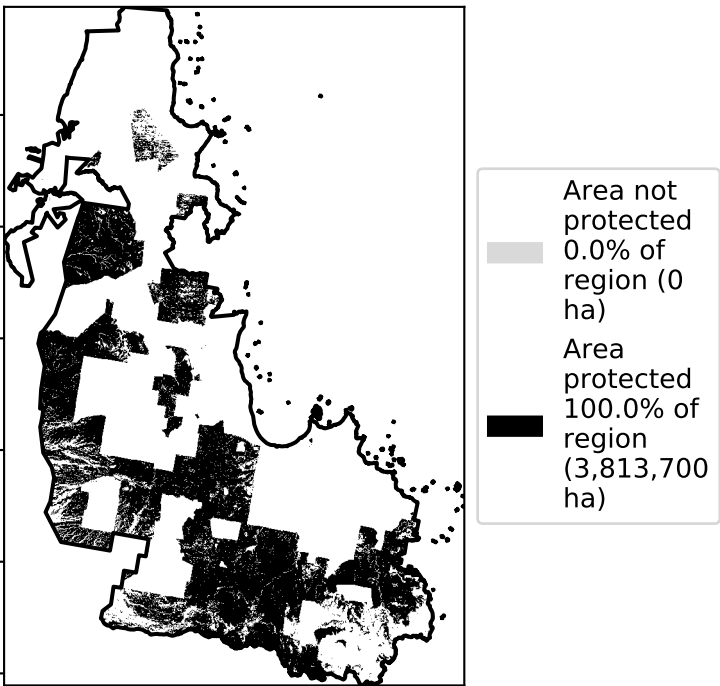 Area not
protected
0.0% of
region (0
ha)
Area
protected
100.0% of
region
(3,813,700
ha)